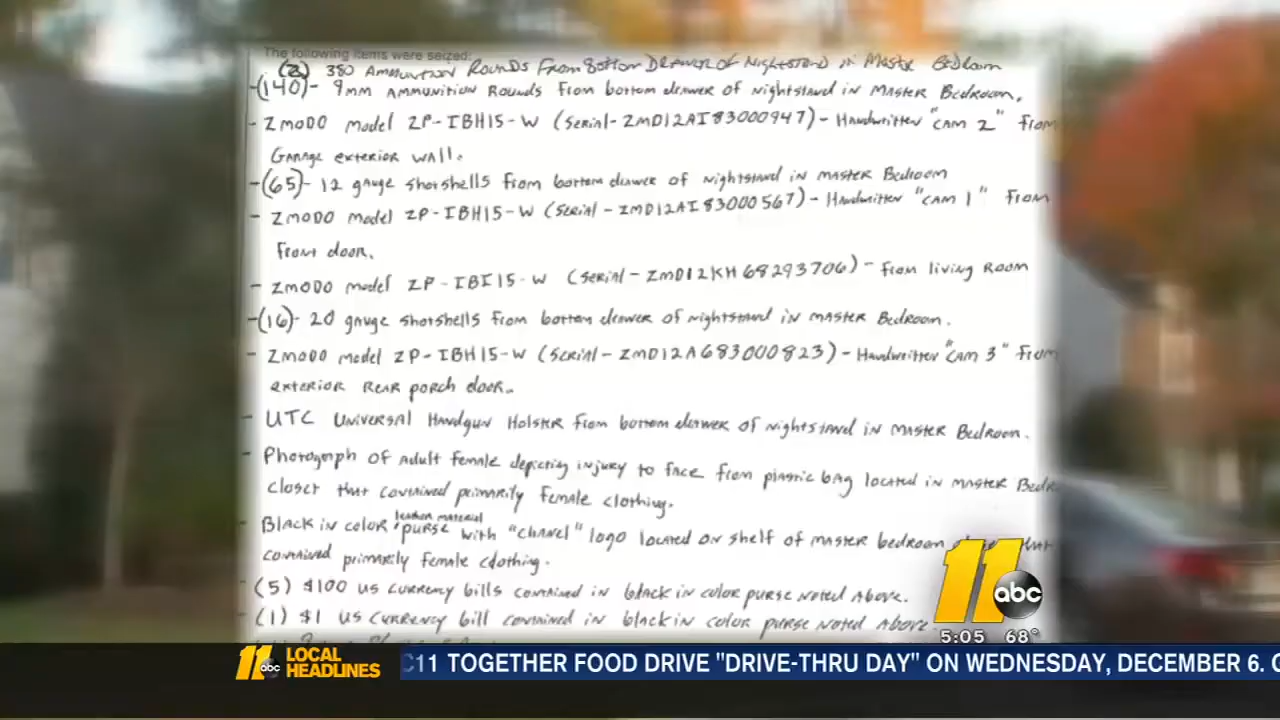 The following items were seized:
(2) 380 Ammunition Rounds From Bottom Drawer of Nightstand in Master Bedroom
-(140)- 9mm Ammunition Rounds from bottom drawer of nightstand in Master Bedroom.
- ZMODO model ZP-IBH15-W (Serial-ZMD12AI83000947) - Handwritten "cam 2" from
Garage exterior wall.
-(65)- 12 gauge shotshells from bottom drawer of nightstand in master Bedroom
- ZMODO model ZP-IBH15-W (Serial-ZMD12AI83000567) - Handwritten "cam 1" from
front door.
- ZMODO model ZP-IBI15-W (Serial-ZMD12KH68293706) - from living Room
-(16)- 20 gauge shotshells from bottom drawer of nightstand in master Bedroom.
- ZMODO model ZP-IBH15-W (Serial-ZMD12A683000823) - Handwritten "cam 3" from
exterior rear porch door.
- UTC Universal Handgun Holster from bottom drawer of nightstand in Master Bedroom.
- Photograph of adult female depicting injury to face from plastic bag located in master Bedr
closet that contained primarily female clothing.
- Black in color leather material purse with "chanel" logo located on shelf of master bedroom that
contained primarily female clothing.
- (5) $100 US currency bills contained in black in color purse noted above.
- (1) $1 US currency bill contained in black in color purse noted above.
11 abc
5:05 68°
11 abc LOCAL HEADLINES
C11 TOGETHER FOOD DRIVE "DRIVE-THRU DAY" ON WEDNESDAY, DECEMBER 6.